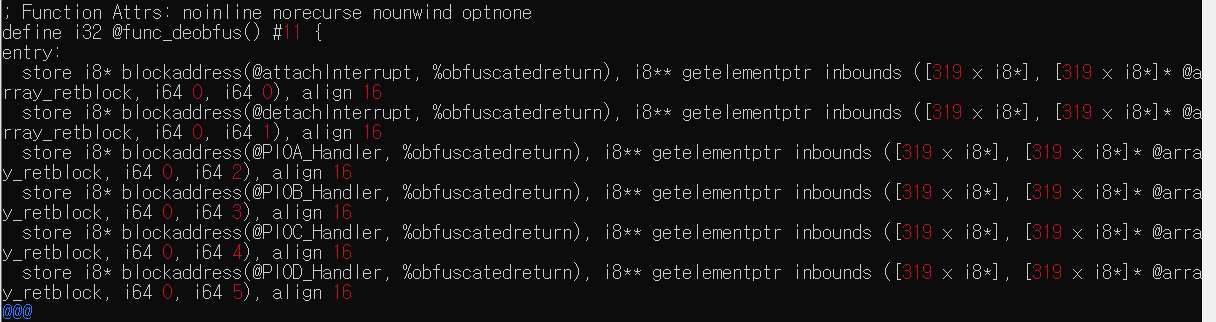 ; Function Attrs: noinline norecurse nounwind optnone
define i32 @func_deobfus() #11 {
entry:
  store i8* blockaddress(@attachInterrupt, %obfuscatedreturn), i8** getelementptr inbounds ([319 x i8*], [319 x i8*]* @a
rray_retblock, i64 0, i64 0), align 16
  store i8* blockaddress(@detachInterrupt, %obfuscatedreturn), i8** getelementptr inbounds ([319 x i8*], [319 x i8*]* @a
rray_retblock, i64 0, i64 1), align 16
  store i8* blockaddress(@PIOA_Handler, %obfuscatedreturn), i8** getelementptr inbounds ([319 x i8*], [319 x i8*]* @arra
y_retblock, i64 0, i64 2), align 16
  store i8* blockaddress(@PIOB_Handler, %obfuscatedreturn), i8** getelementptr inbounds ([319 x i8*], [319 x i8*]* @arra
y_retblock, i64 0, i64 3), align 16
  store i8* blockaddress(@PIOC_Handler, %obfuscatedreturn), i8** getelementptr inbounds ([319 x i8*], [319 x i8*]* @arra
y_retblock, i64 0, i64 4), align 16
  store i8* blockaddress(@PIOD_Handler, %obfuscatedreturn), i8** getelementptr inbounds ([319 x i8*], [319 x i8*]* @arra
y_retblock, i64 0, i64 5), align 16
@@@